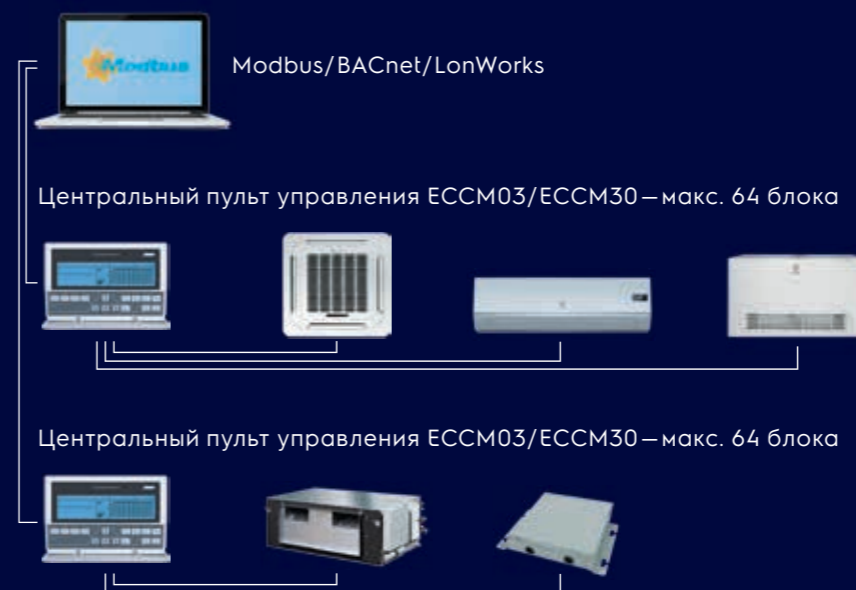 Modbus
Modbus/BACnet/LonWorks
Центральный пульт управления ECCM03/ECCM30—макс. 64 блока
Центральный пульт управления ECCM03/ECCM30—макс. 64 блока